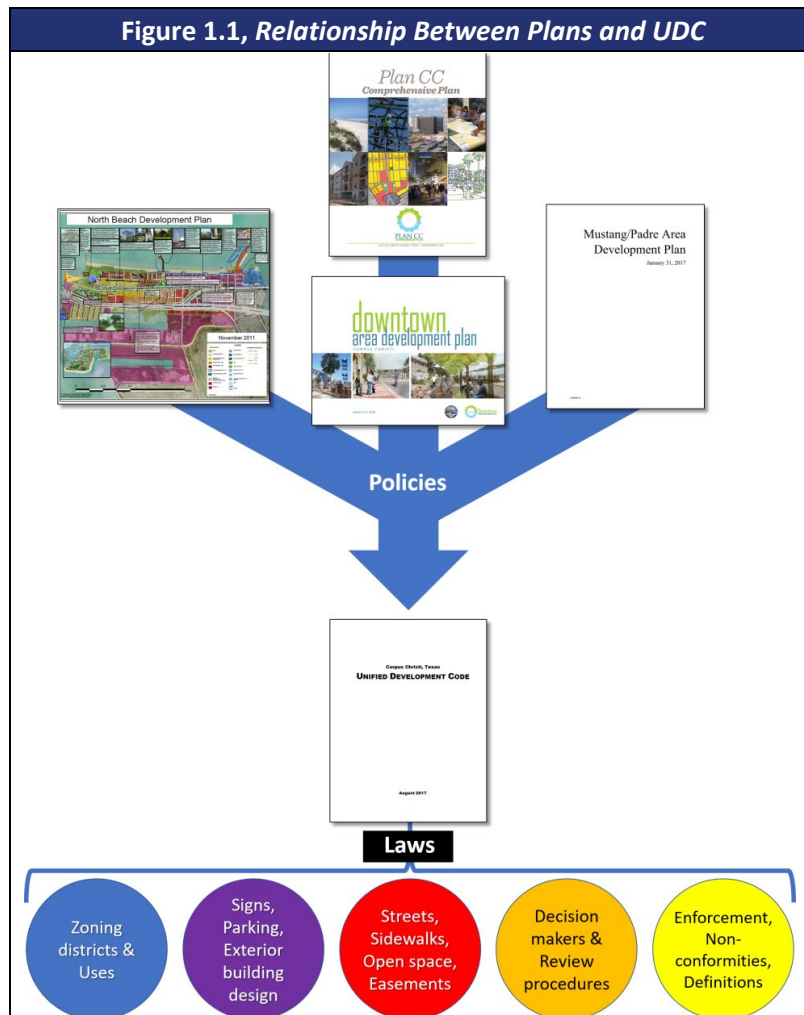 Figure 1.1, Relationship Between Plans and UDC
Plan CC
Comprehensive Plan
PLAN CC
North Beach Development Plan
November 2011
Mustang/Padre Area
Development Plan
January 31, 2017
downtown
area development plan
CORPUS CHRISTI
Policies
Corpus Christi, Texas
UNIFIED DEVELOPMENT CODE
August 2017
Laws
Zoning
districts &
Uses
Signs,
Parking,
Exterior
building
design
Streets,
Sidewalks,
Open space,
Easements
Decision
makers &
Review
procedures
Enforcement,
Non-
conformities,
Definitions